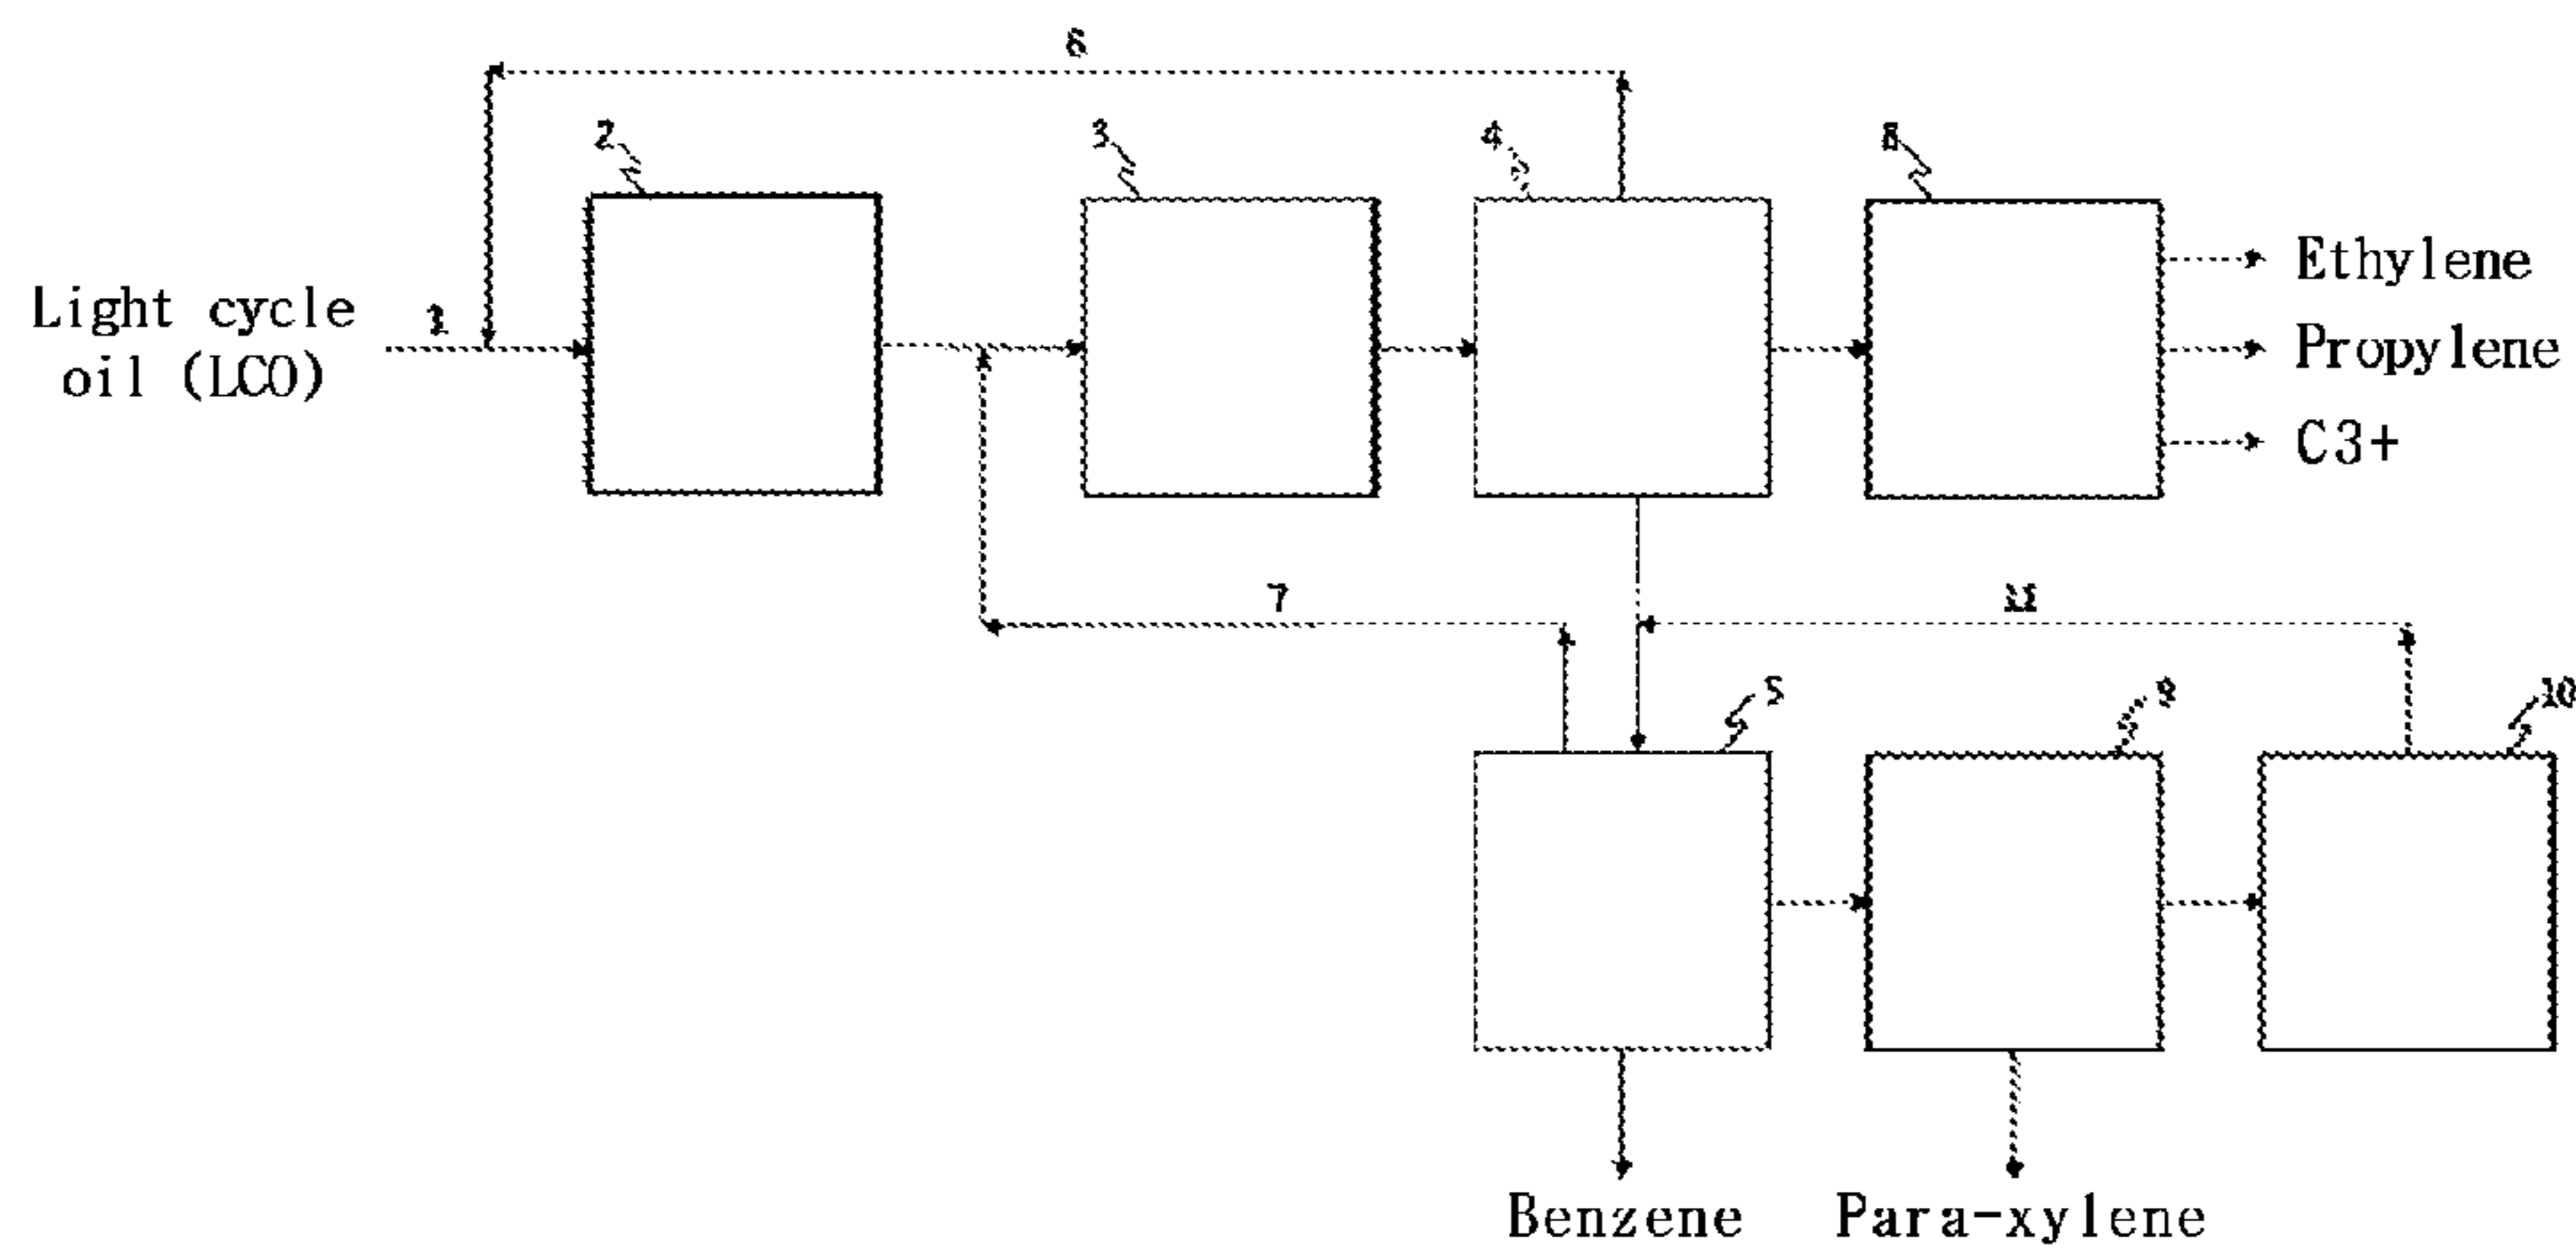 6
2
3
4
8
Light cycle
oil (LCO)
1
Ethylene
Propylene
C3+
7
11
5
9
10
Benzene
Para-xylene